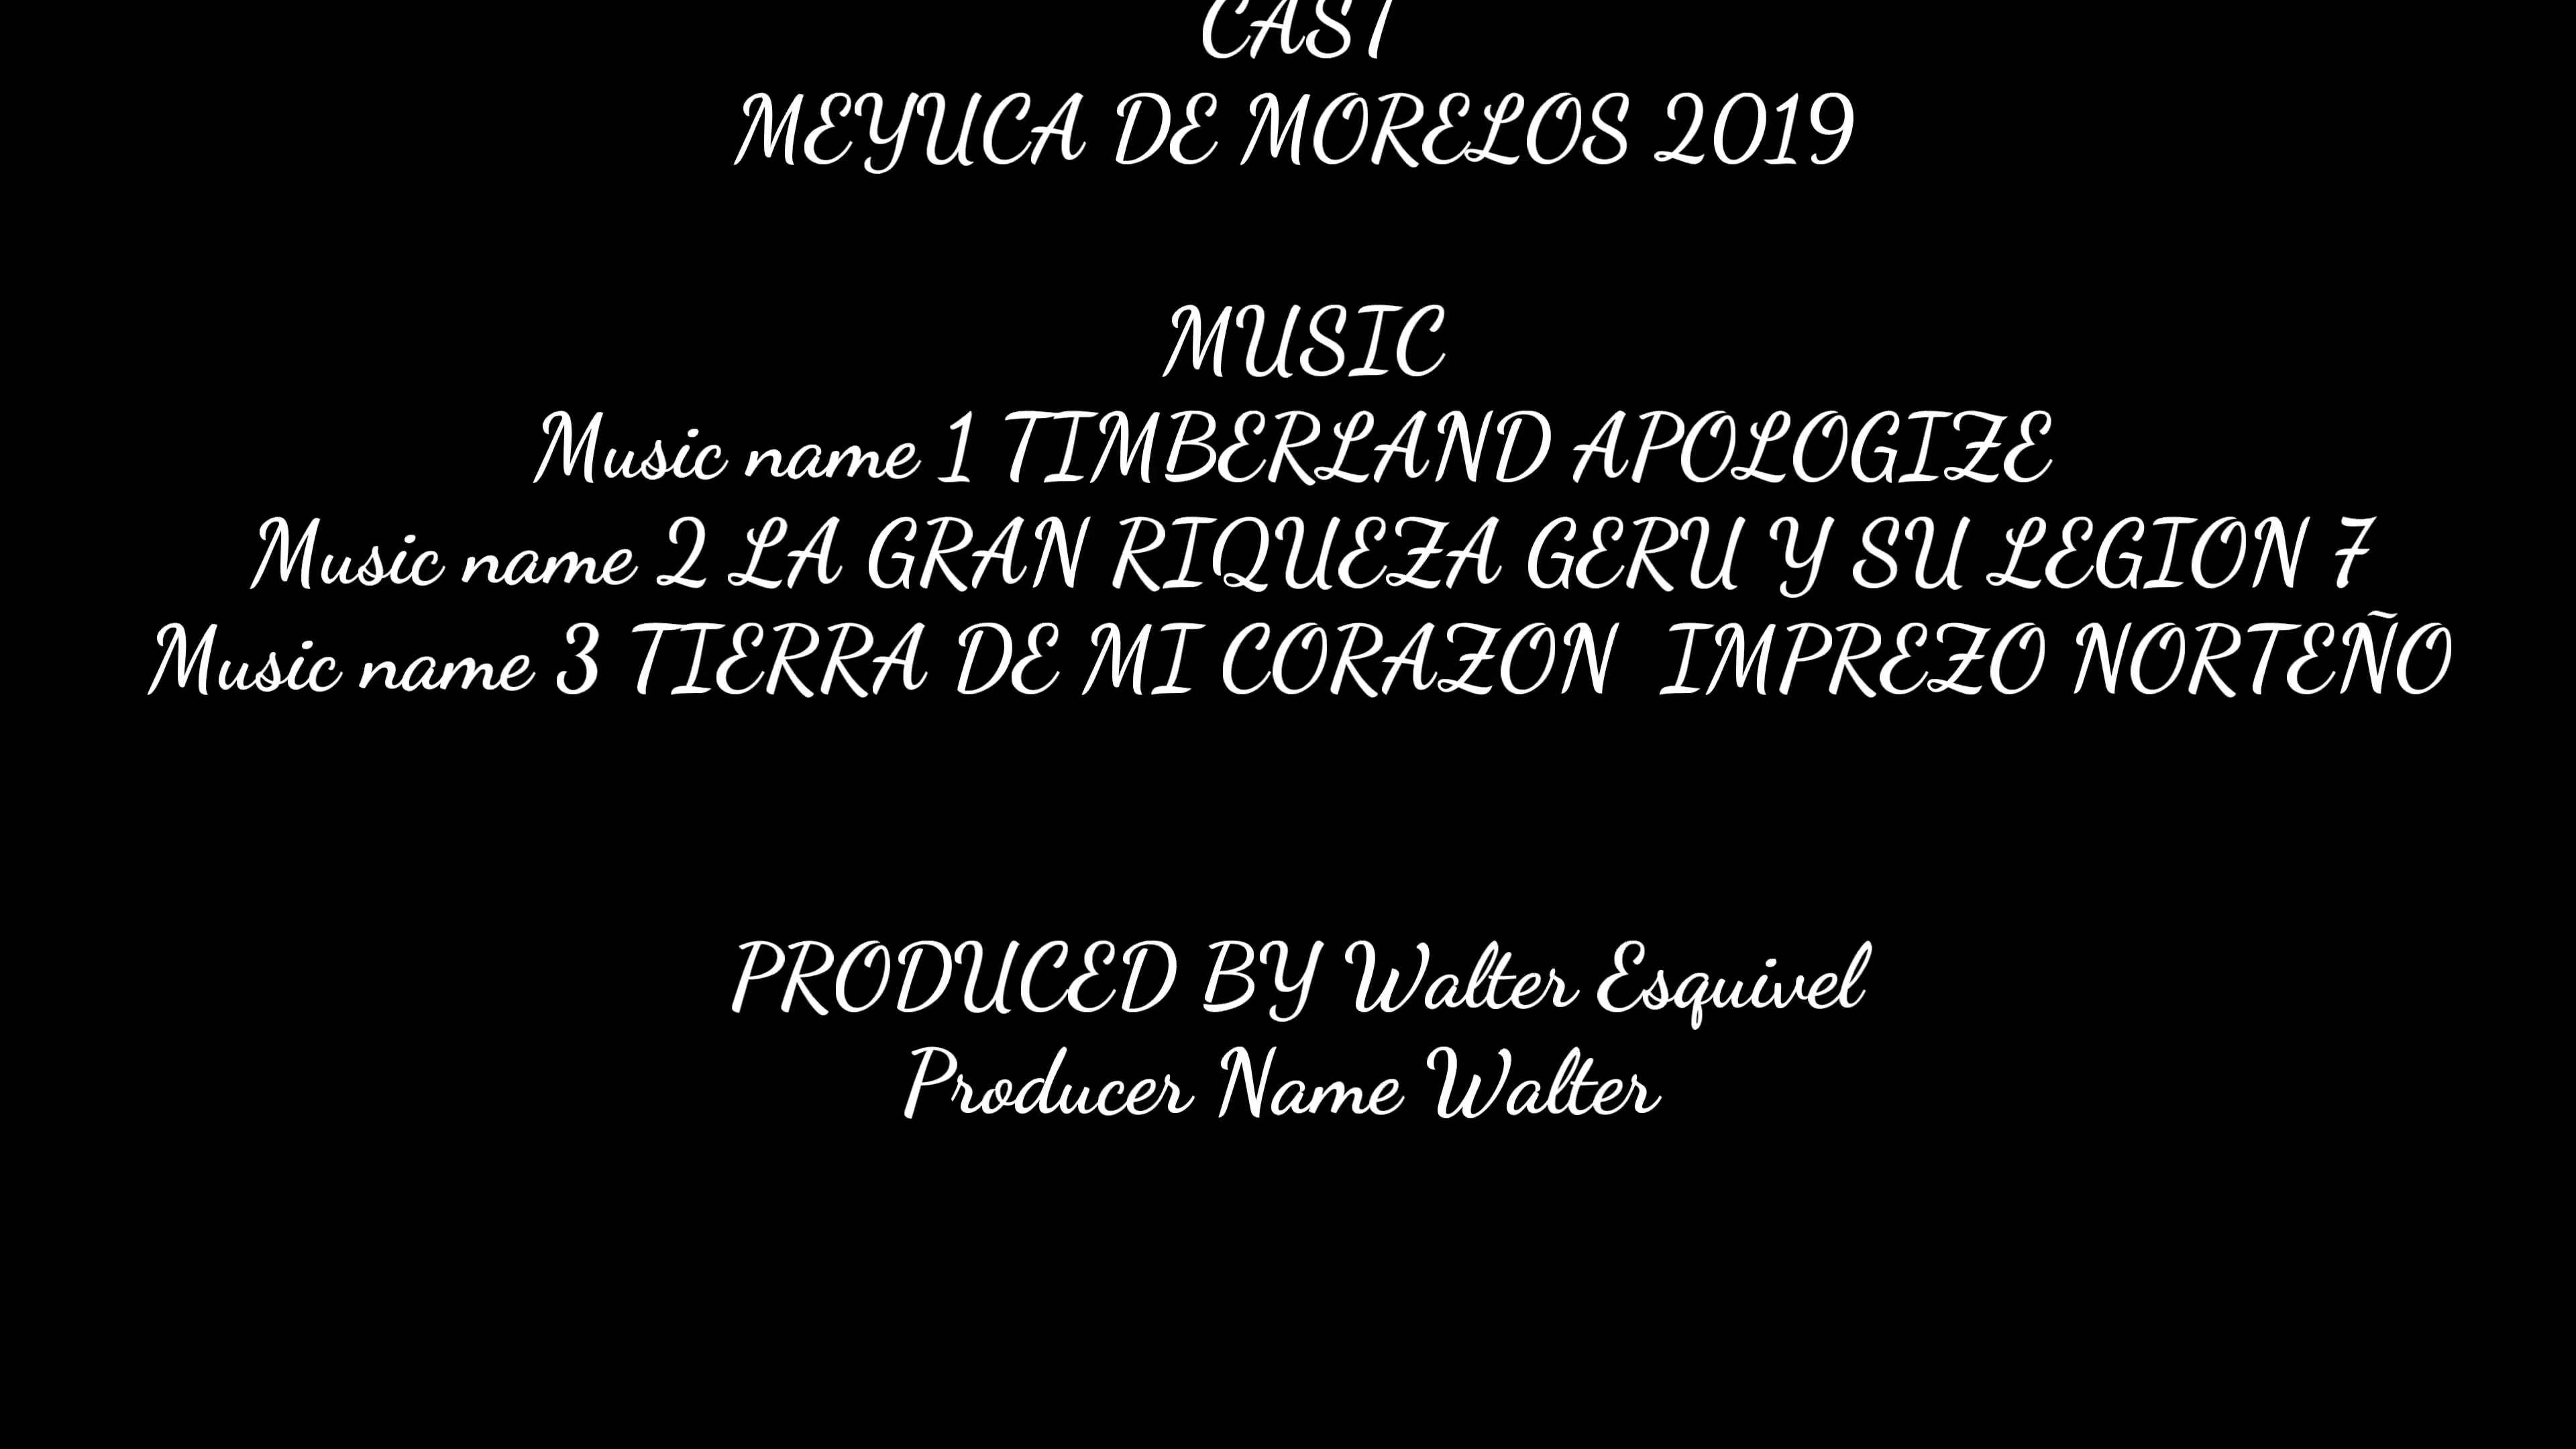 CAST
MEYUCA DE MORELOS 2019
MUSIC
Music name 1 TIMBERLAND APOLOGIZE
Music name 2 LA GRAN RIQUEZA GERU Y SU LEGION 7
Music name 3 TIERRA DE MI CORAZON IMPREZO NORTEÑO
PRODUCED BY Walter Esquivel
Producer Name Walter